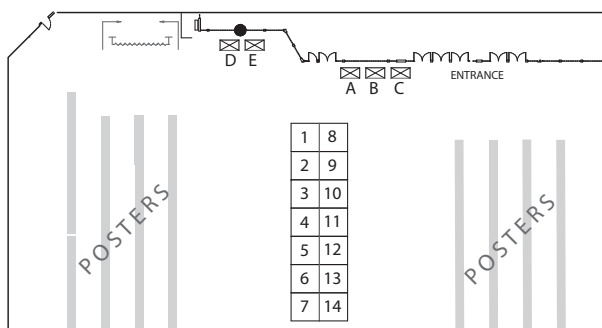 D E
A B C
ENTRANCE
1 8
2 9
3 10
4 11
5 12
6 13
7 14
POSTERS
POSTERS